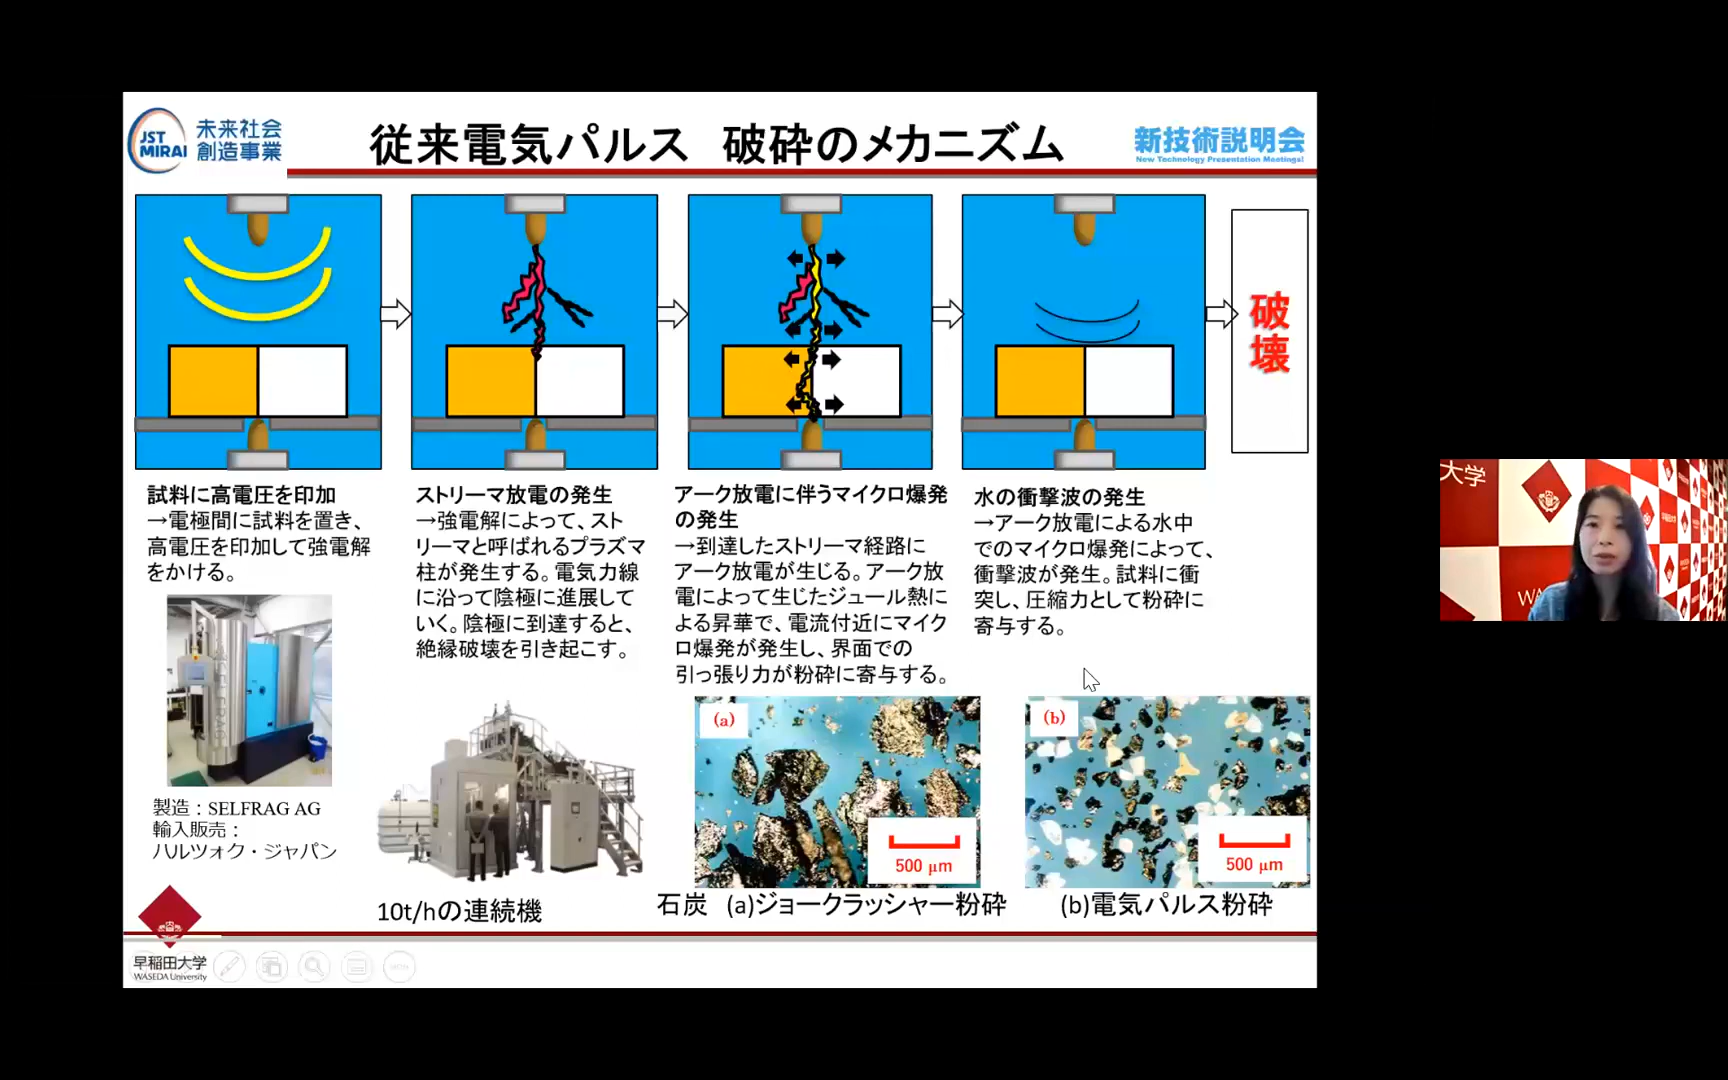 JST
MIRAI
未来社会
創造事業
従来電気パルス 破砕のメカニズム
新技術説明会
New Technology Presentation Meetings!
破
壊
試料に高電圧を印加
→電極間に試料を置き、
高電圧を印加して強電解
をかける。
ストリーマ放電の発生
→強電解によって、スト
リーマと呼ばれるプラズマ
柱が発生する。電気力線
に沿って陰極に進展して
いく。陰極に到達すると、
絶縁破壊を引き起こす。
アーク放電に伴うマイクロ爆発
の発生
→到達したストリーマ経路に
アーク放電が生じる。アーク放
電によって生じたジュール熱に
よる昇華で、電流付近にマイク
ロ爆発が発生し、界面での
引っ張り力が粉砕に寄与する。
水の衝撃波の発生
→アーク放電による水中
でのマイクロ爆発によって、
衝撃波が発生。試料に衝
突し、圧縮力として粉砕に
寄与する。
製造：SELFRAG AG
輸入販売：
ハルツォク・ジャパン
10t/hの連続機
(a)
500 μm
(b)
500 μm
石炭 (a)ジョークラッシャー粉砕
(b)電気パルス粉砕
早稲田大学
WASEDA University
大学
WA